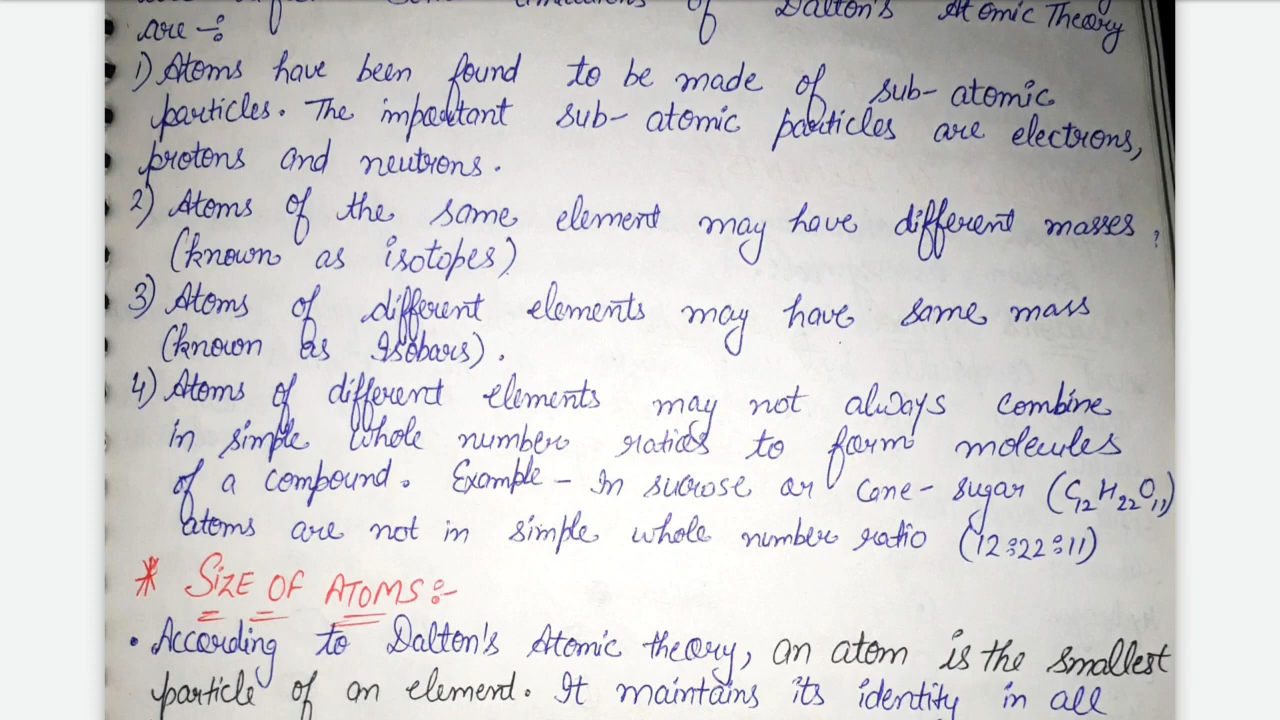 of Dalton's Atomic Theory
are -:
1) Atoms have been found to be made of sub-atomic
particles. The important sub-atomic particles are electrons,
protons and neutrons.
2) Atoms of the same element may have different masses,
(known as isotopes)
3) Atoms of different elements may have same mass
(known as Isobars).
4) Atoms of different elements may not always combine
in simple whole number ratios to form molecules
of a compound. Example - In sucrose or Cane-sugar (C₁₂H₂₂O₁₁)
atoms are not in simple whole number ratio (12:22:11)
* SIZE OF ATOMS:-
• According to Dalton's Atomic theory, an atom is the smallest
particle of an element. It maintains its identity in all